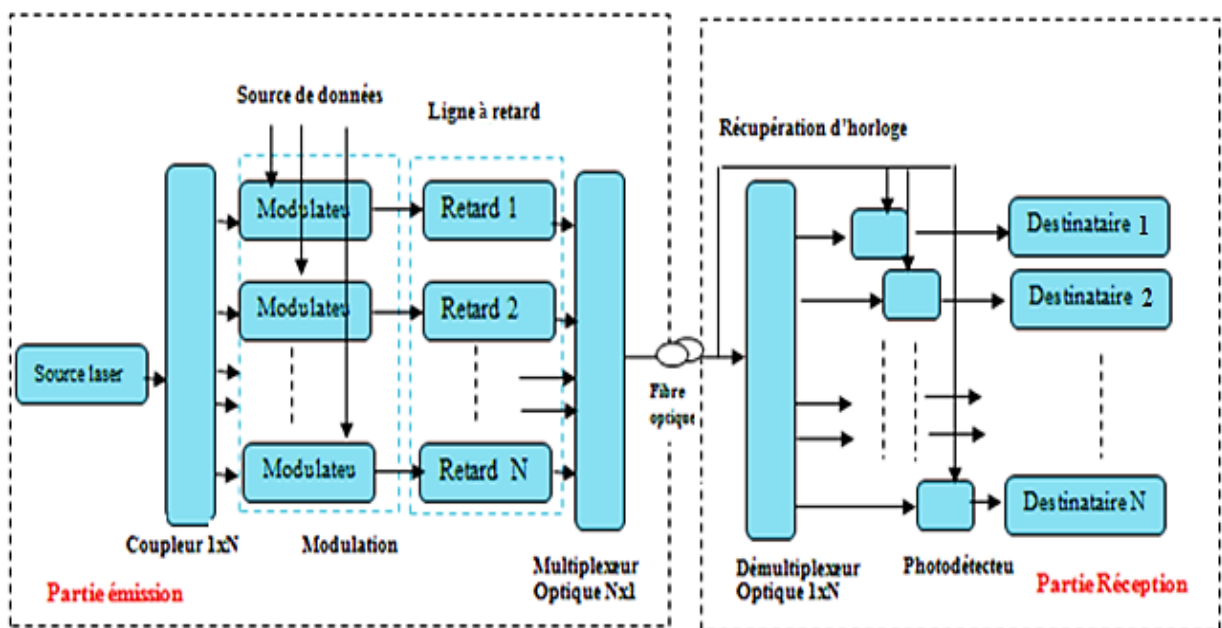 Source de données
Ligne à retard
Récupération d'horloge
Modulateu
Retard 1
Destinataire 1
Modulateu
Retard 2
Destinataire 2
Source laser
Fibre
optique
Modulateu
Retard N
Destinataire N
Coupleur 1xN
Modulation
Multiplexeur
Optique Nx1
Démultiplexeur
Optique 1xN
Photodétecteu
Partie émission
Partie Réception